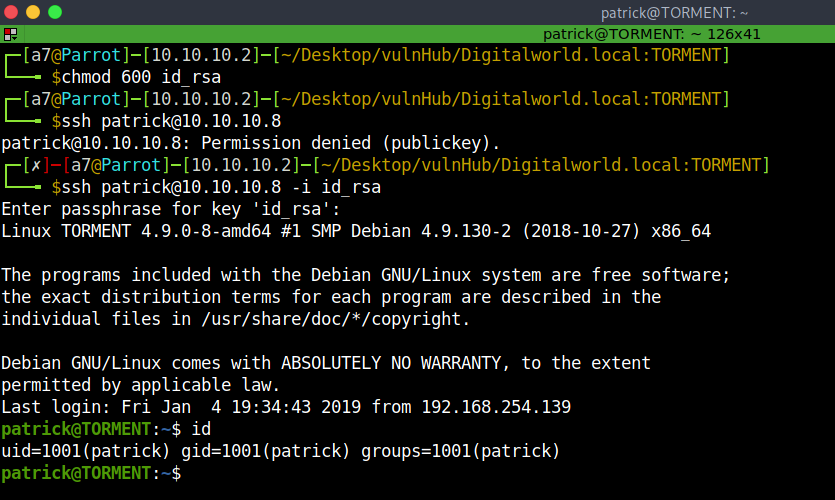 patrick@TORMENT: ~
patrick@TORMENT: ~ 126x41
┌─[a7@Parrot]─[10.10.10.2]─[~/Desktop/vulnHub/Digitalworld.local:TORMENT]
└──╼ $chmod 600 id_rsa
┌─[a7@Parrot]─[10.10.10.2]─[~/Desktop/vulnHub/Digitalworld.local:TORMENT]
└──╼ $ssh patrick@10.10.10.8
patrick@10.10.10.8: Permission denied (publickey).
┌─[✗]─[a7@Parrot]─[10.10.10.2]─[~/Desktop/vulnHub/Digitalworld.local:TORMENT]
└──╼ $ssh patrick@10.10.10.8 -i id_rsa
Enter passphrase for key 'id_rsa':
Linux TORMENT 4.9.0-8-amd64 #1 SMP Debian 4.9.130-2 (2018-10-27) x86_64
The programs included with the Debian GNU/Linux system are free software;
the exact distribution terms for each program are described in the
individual files in /usr/share/doc/*/copyright.
Debian GNU/Linux comes with ABSOLUTELY NO WARRANTY, to the extent
permitted by applicable law.
Last login: Fri Jan  4 19:34:43 2019 from 192.168.254.139
patrick@TORMENT:~$ id
uid=1001(patrick) gid=1001(patrick) groups=1001(patrick)
patrick@TORMENT:~$